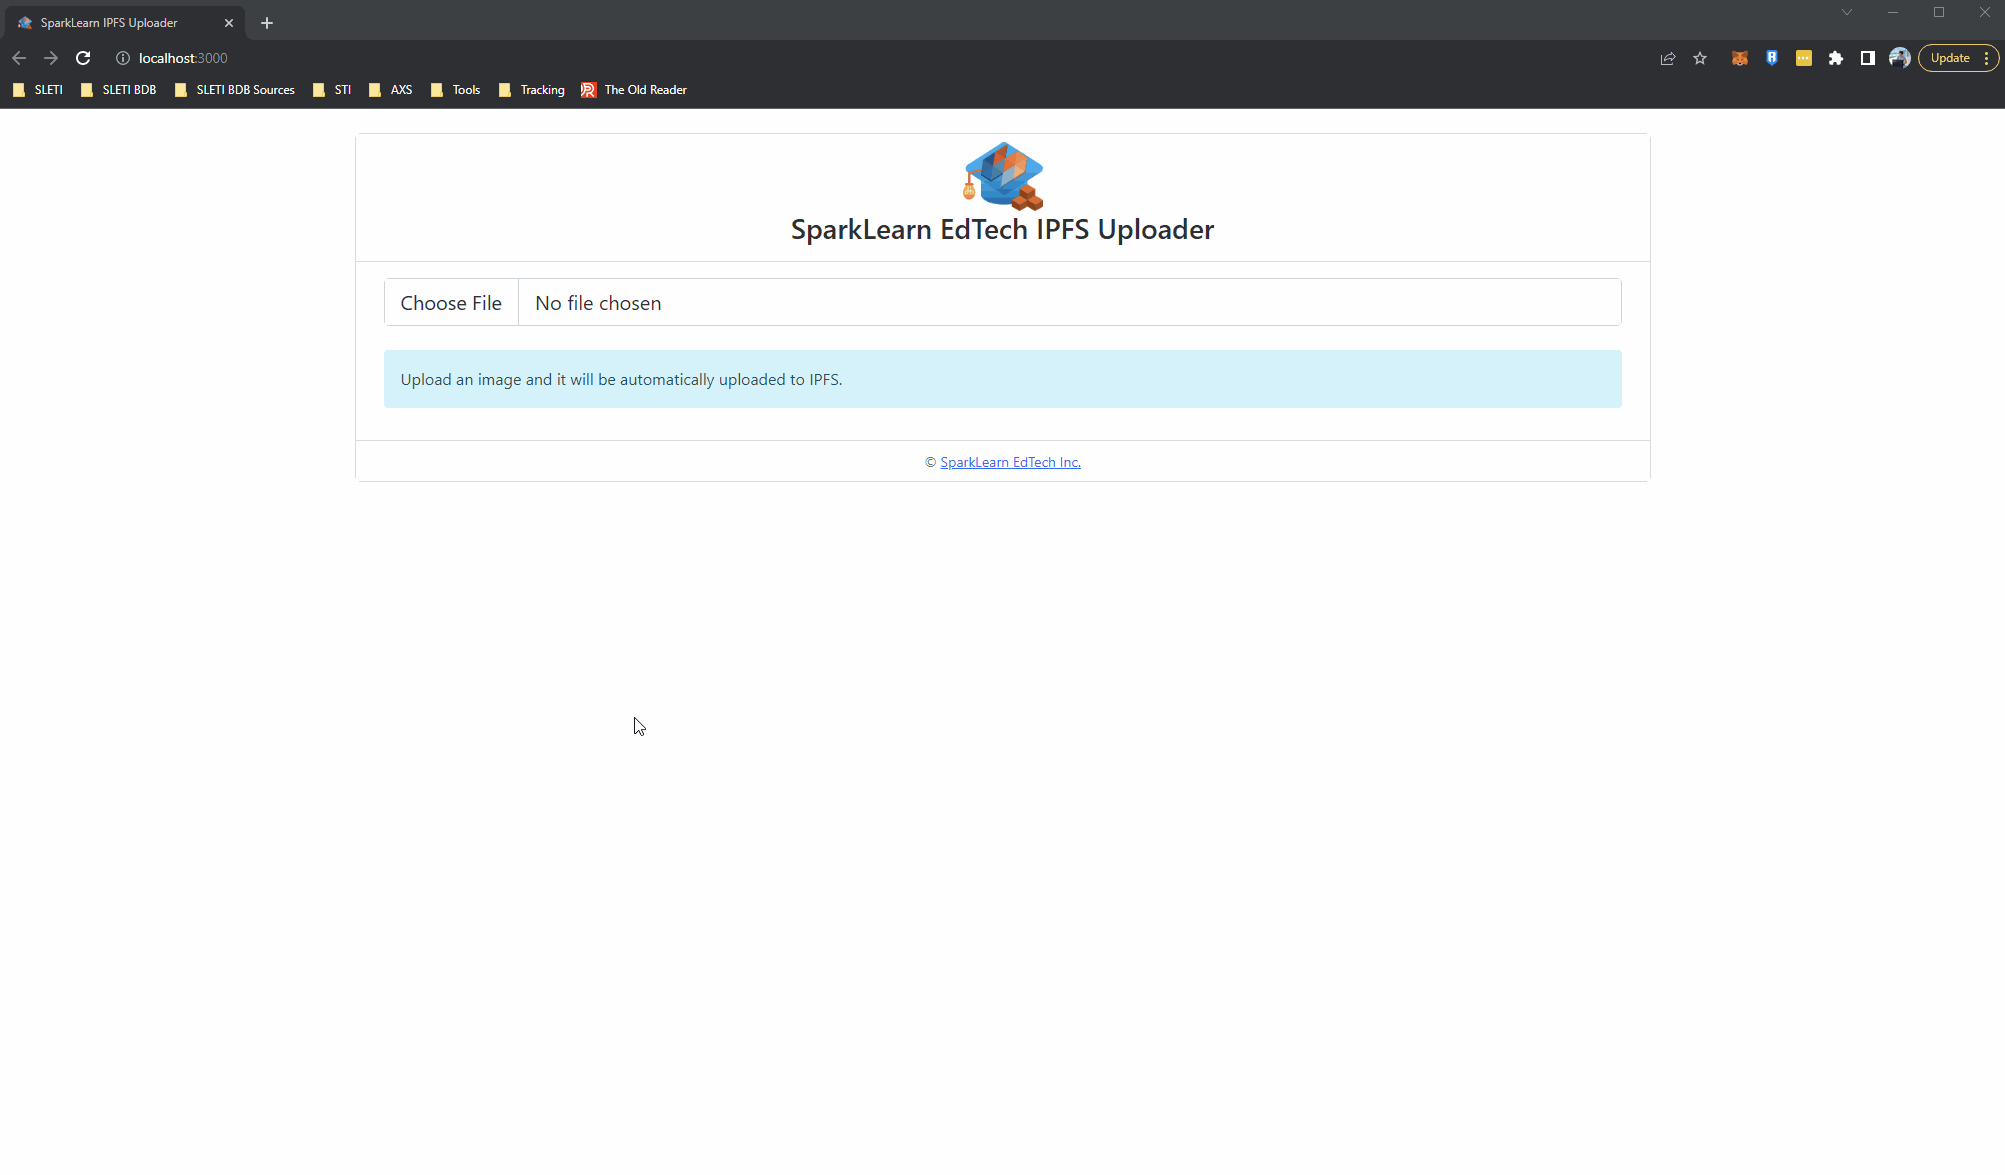 SparkLearn IPFS Uploader
localhost:3000
Update
SLETI SLETI BDB SLETI BDB Sources STI AXS Tools Tracking The Old Reader
SparkLearn EdTech IPFS Uploader
Choose File No file chosen
Upload an image and it will be automatically uploaded to IPFS.
© SparkLearn EdTech Inc.